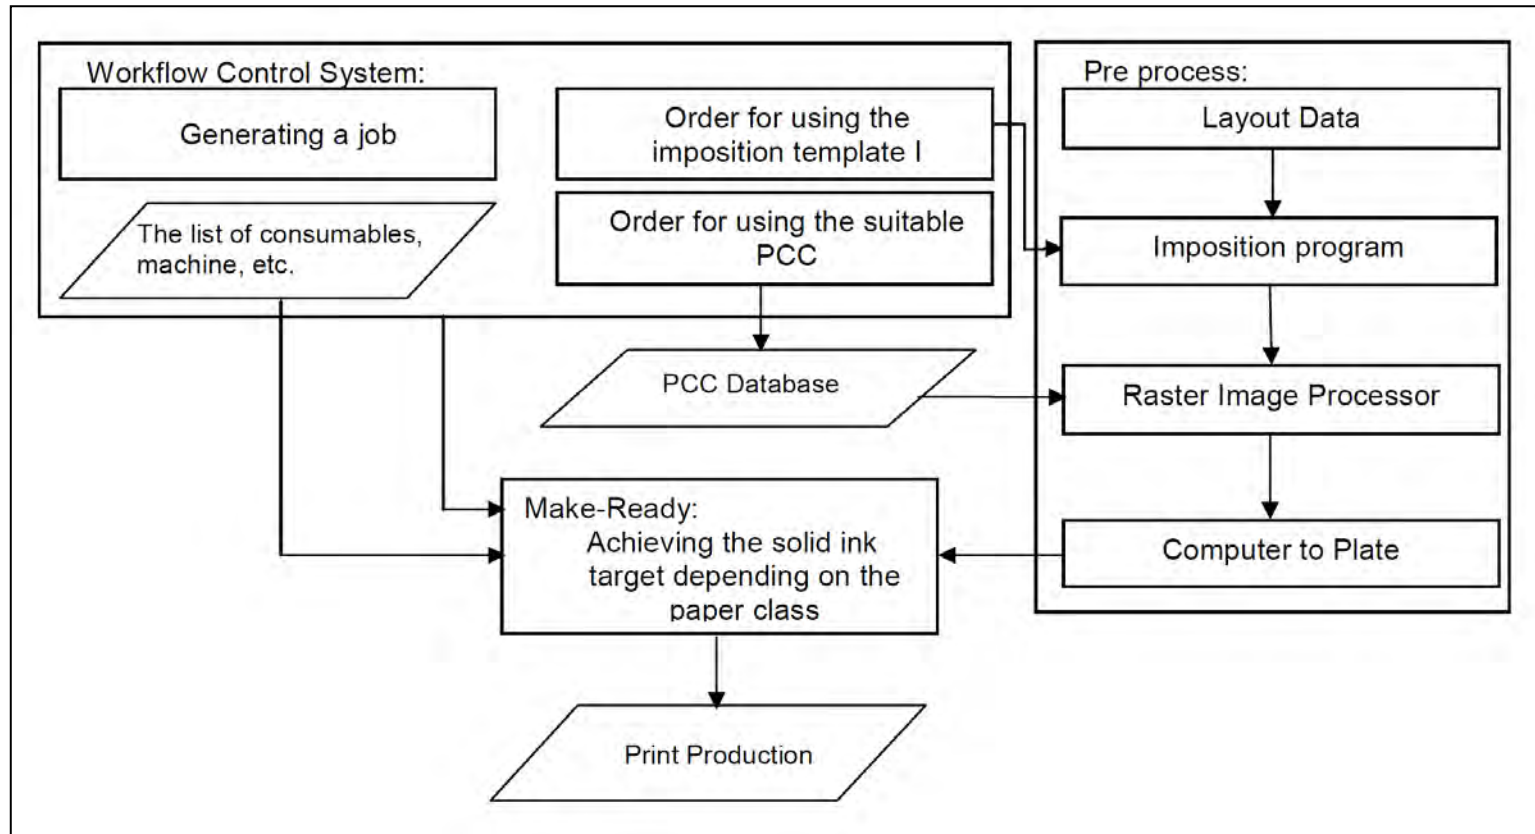 Workflow Control System:
Generating a job
The list of consumables,
machine, etc.
Order for using the
imposition template I
Order for using the suitable
PCC
Pre process:
Layout Data
Imposition program
Raster Image Processor
Computer to Plate
PCC Database
Make-Ready:
Achieving the solid ink
target depending on the
paper class
Print Production